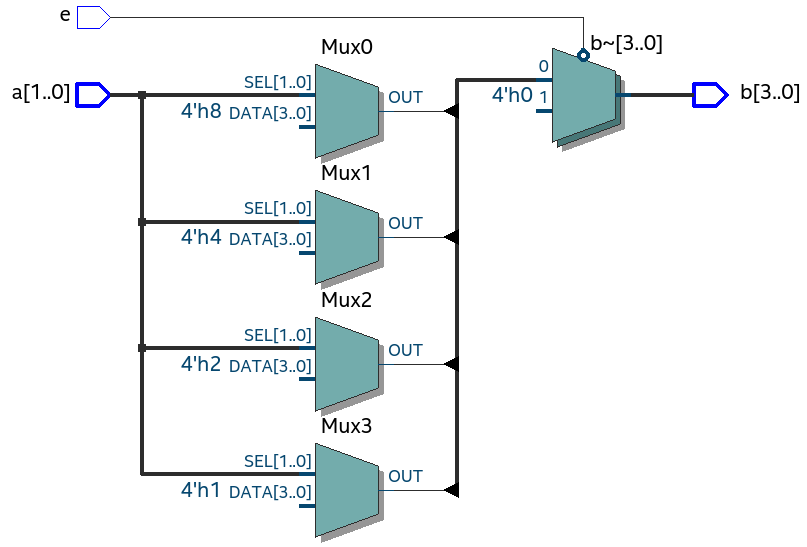 e
b~[3..0]
Mux0
a[1..0]
SEL[1..0]
4'h8 DATA[3..0]
OUT
0
4'h0
1
b[3..0]
Mux1
SEL[1..0]
4'h4 DATA[3..0]
OUT
Mux2
SEL[1..0]
4'h2 DATA[3..0]
OUT
Mux3
SEL[1..0]
4'h1 DATA[3..0]
OUT